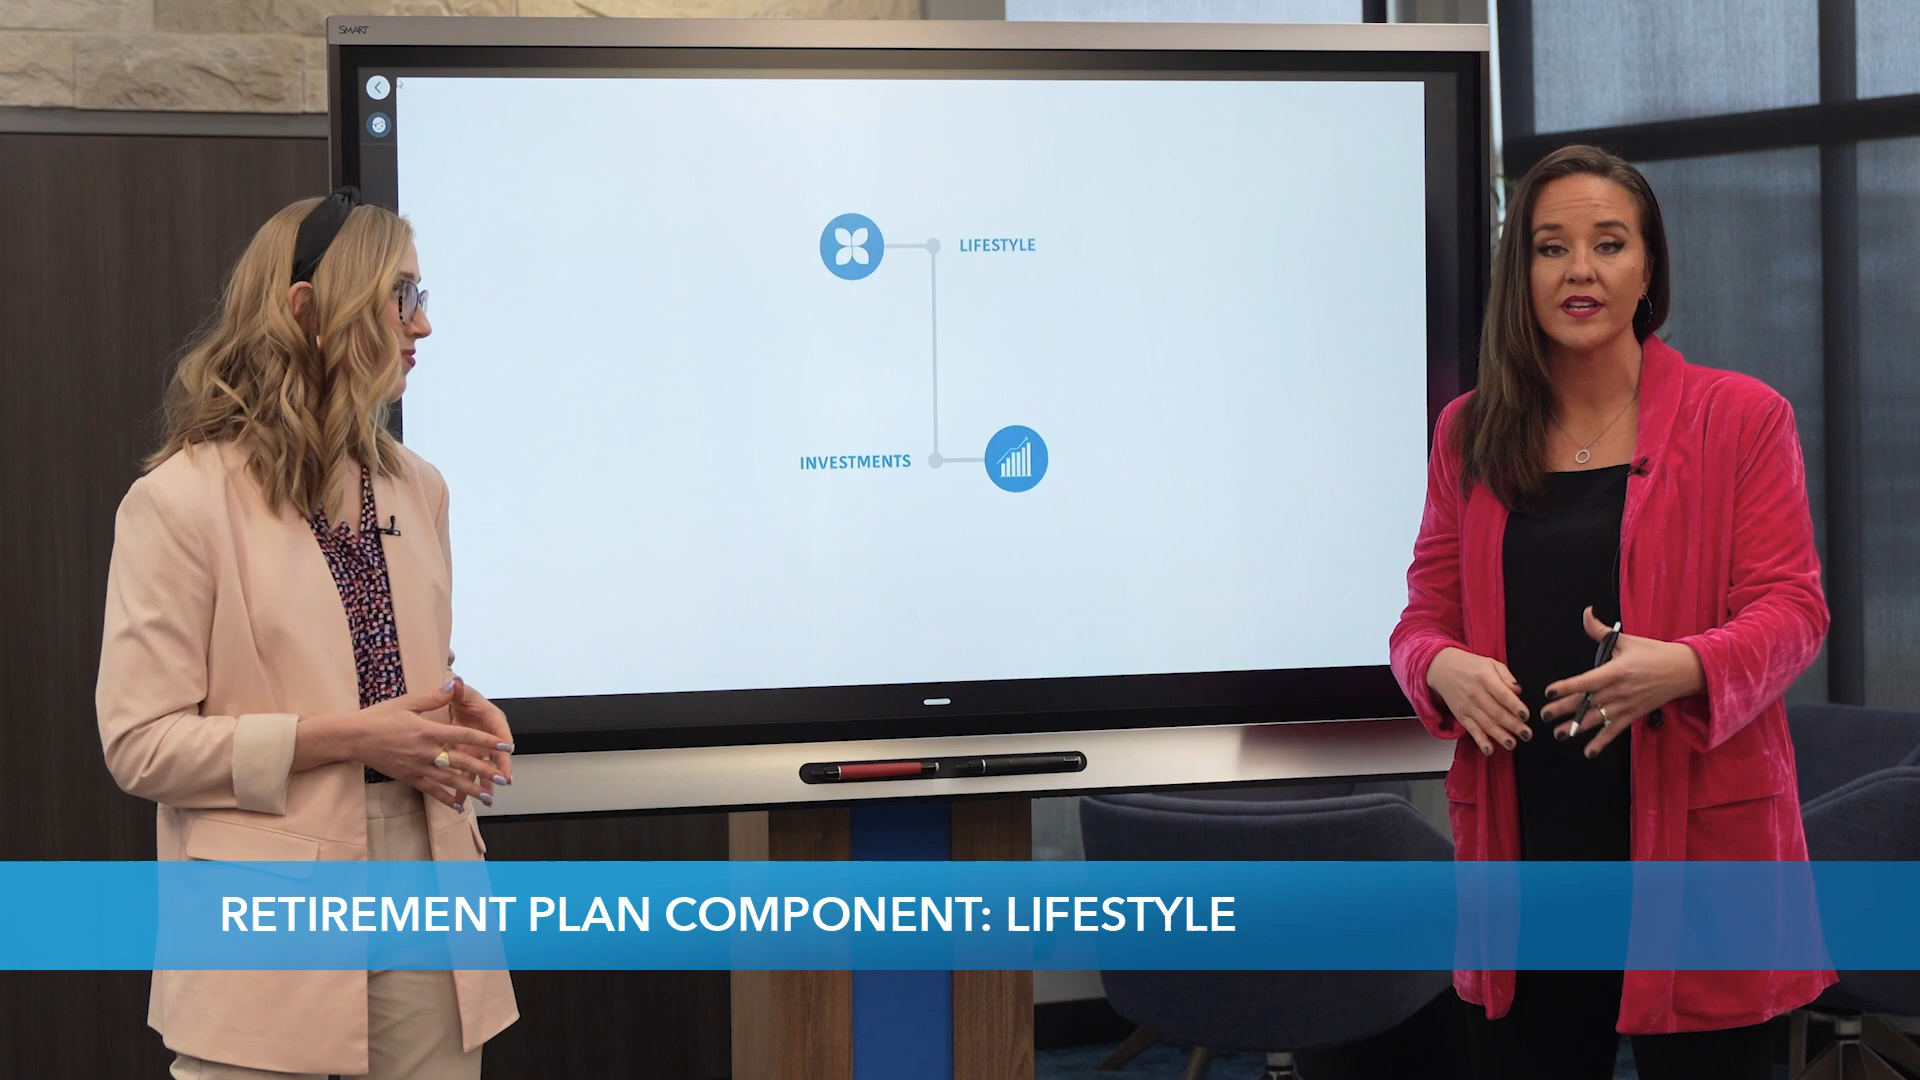 SMART
LIFESTYLE
INVESTMENTS
RETIREMENT PLAN COMPONENT: LIFESTYLE